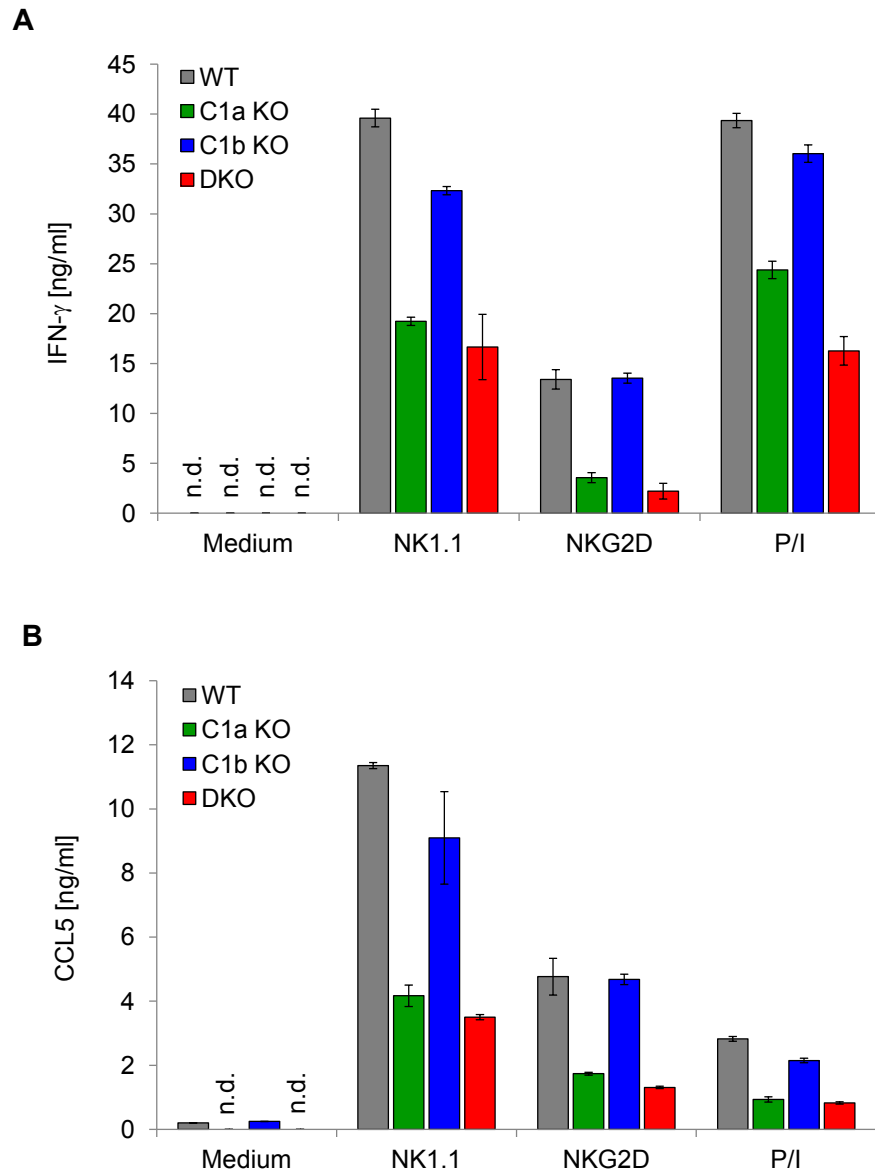 A
45
40
35
30
25
20
15
10
5
0
IFN-γ [ng/ml]
WT
C1a KO
C1b KO
DKO
n.d. n.d. n.d. n.d.
Medium NK1.1 NKG2D P/I
B
14
12
10
8
6
4
2
0
CCL5 [ng/ml]
WT
C1a KO
C1b KO
DKO
n.d. n.d.
Medium NK1.1 NKG2D P/I